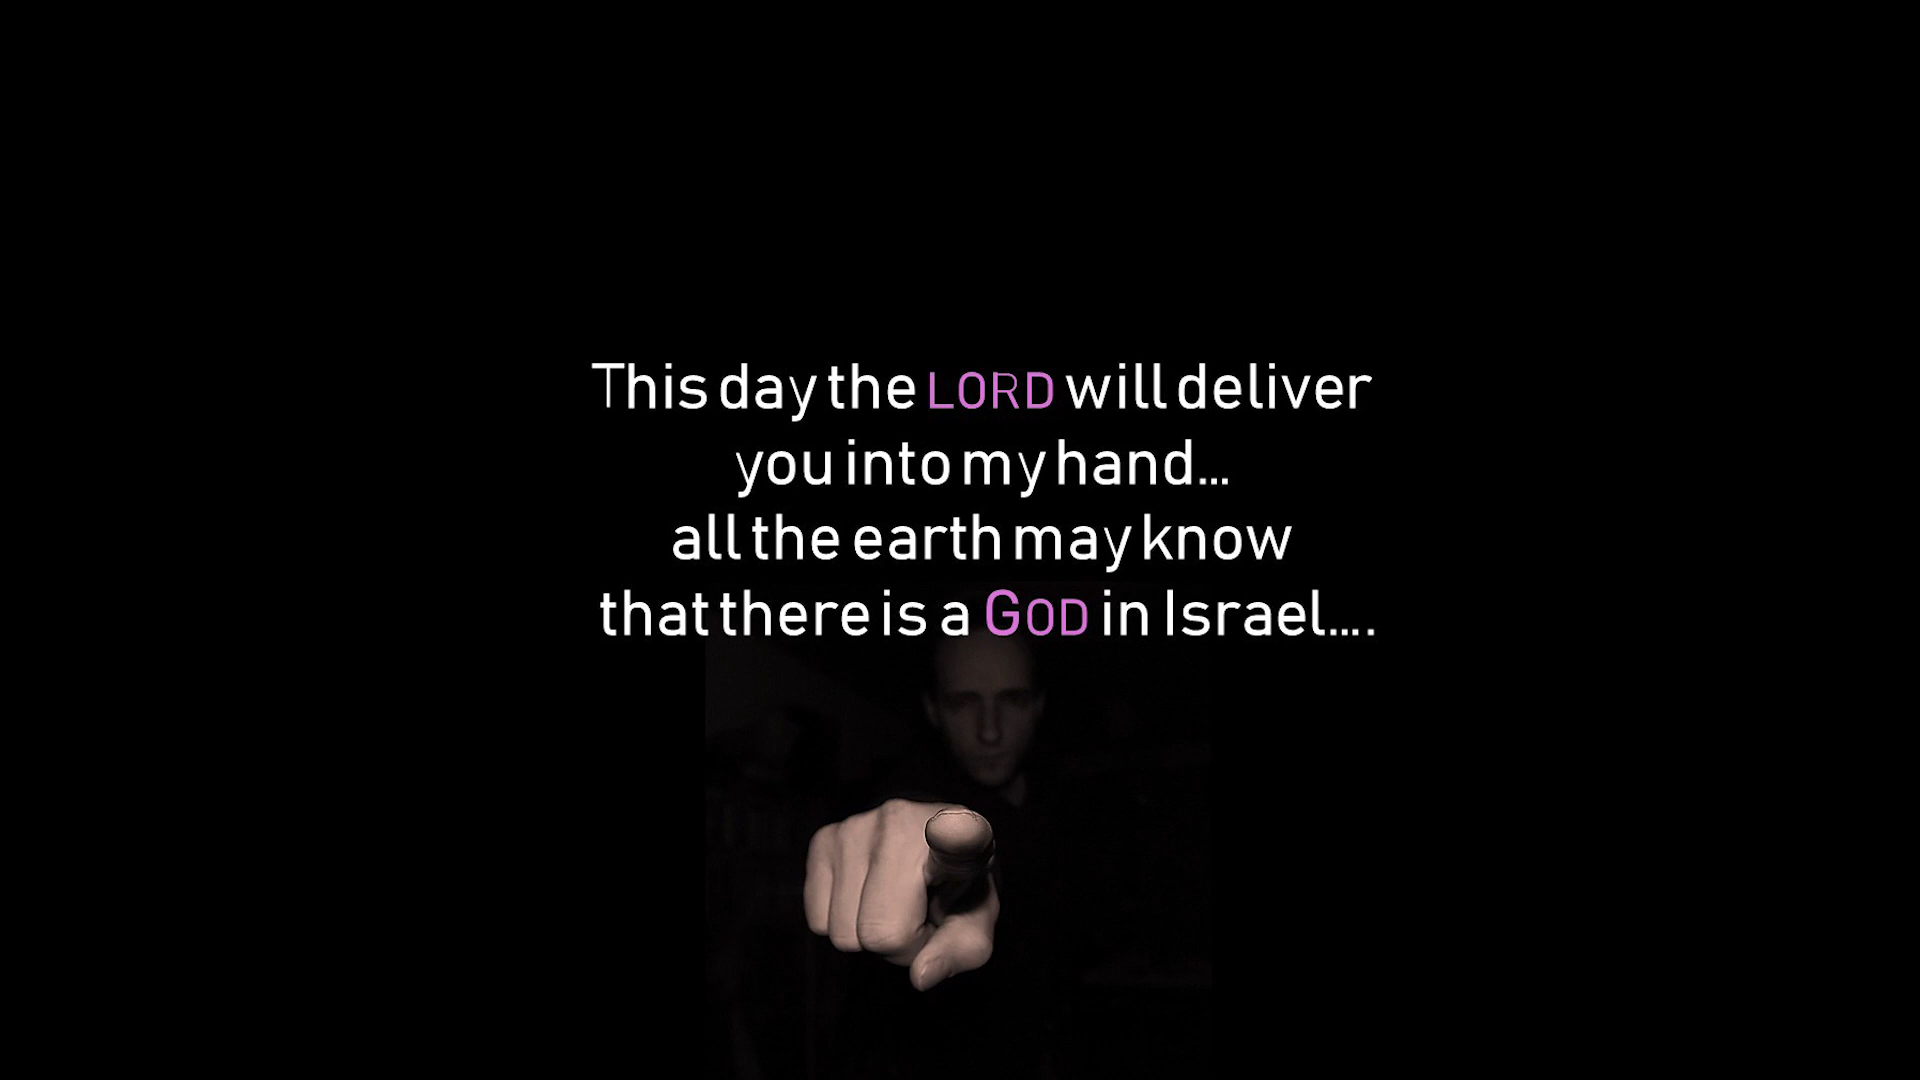 This day the LORD will deliver
you into my hand...
all the earth may know
that there is a GOD in Israel....